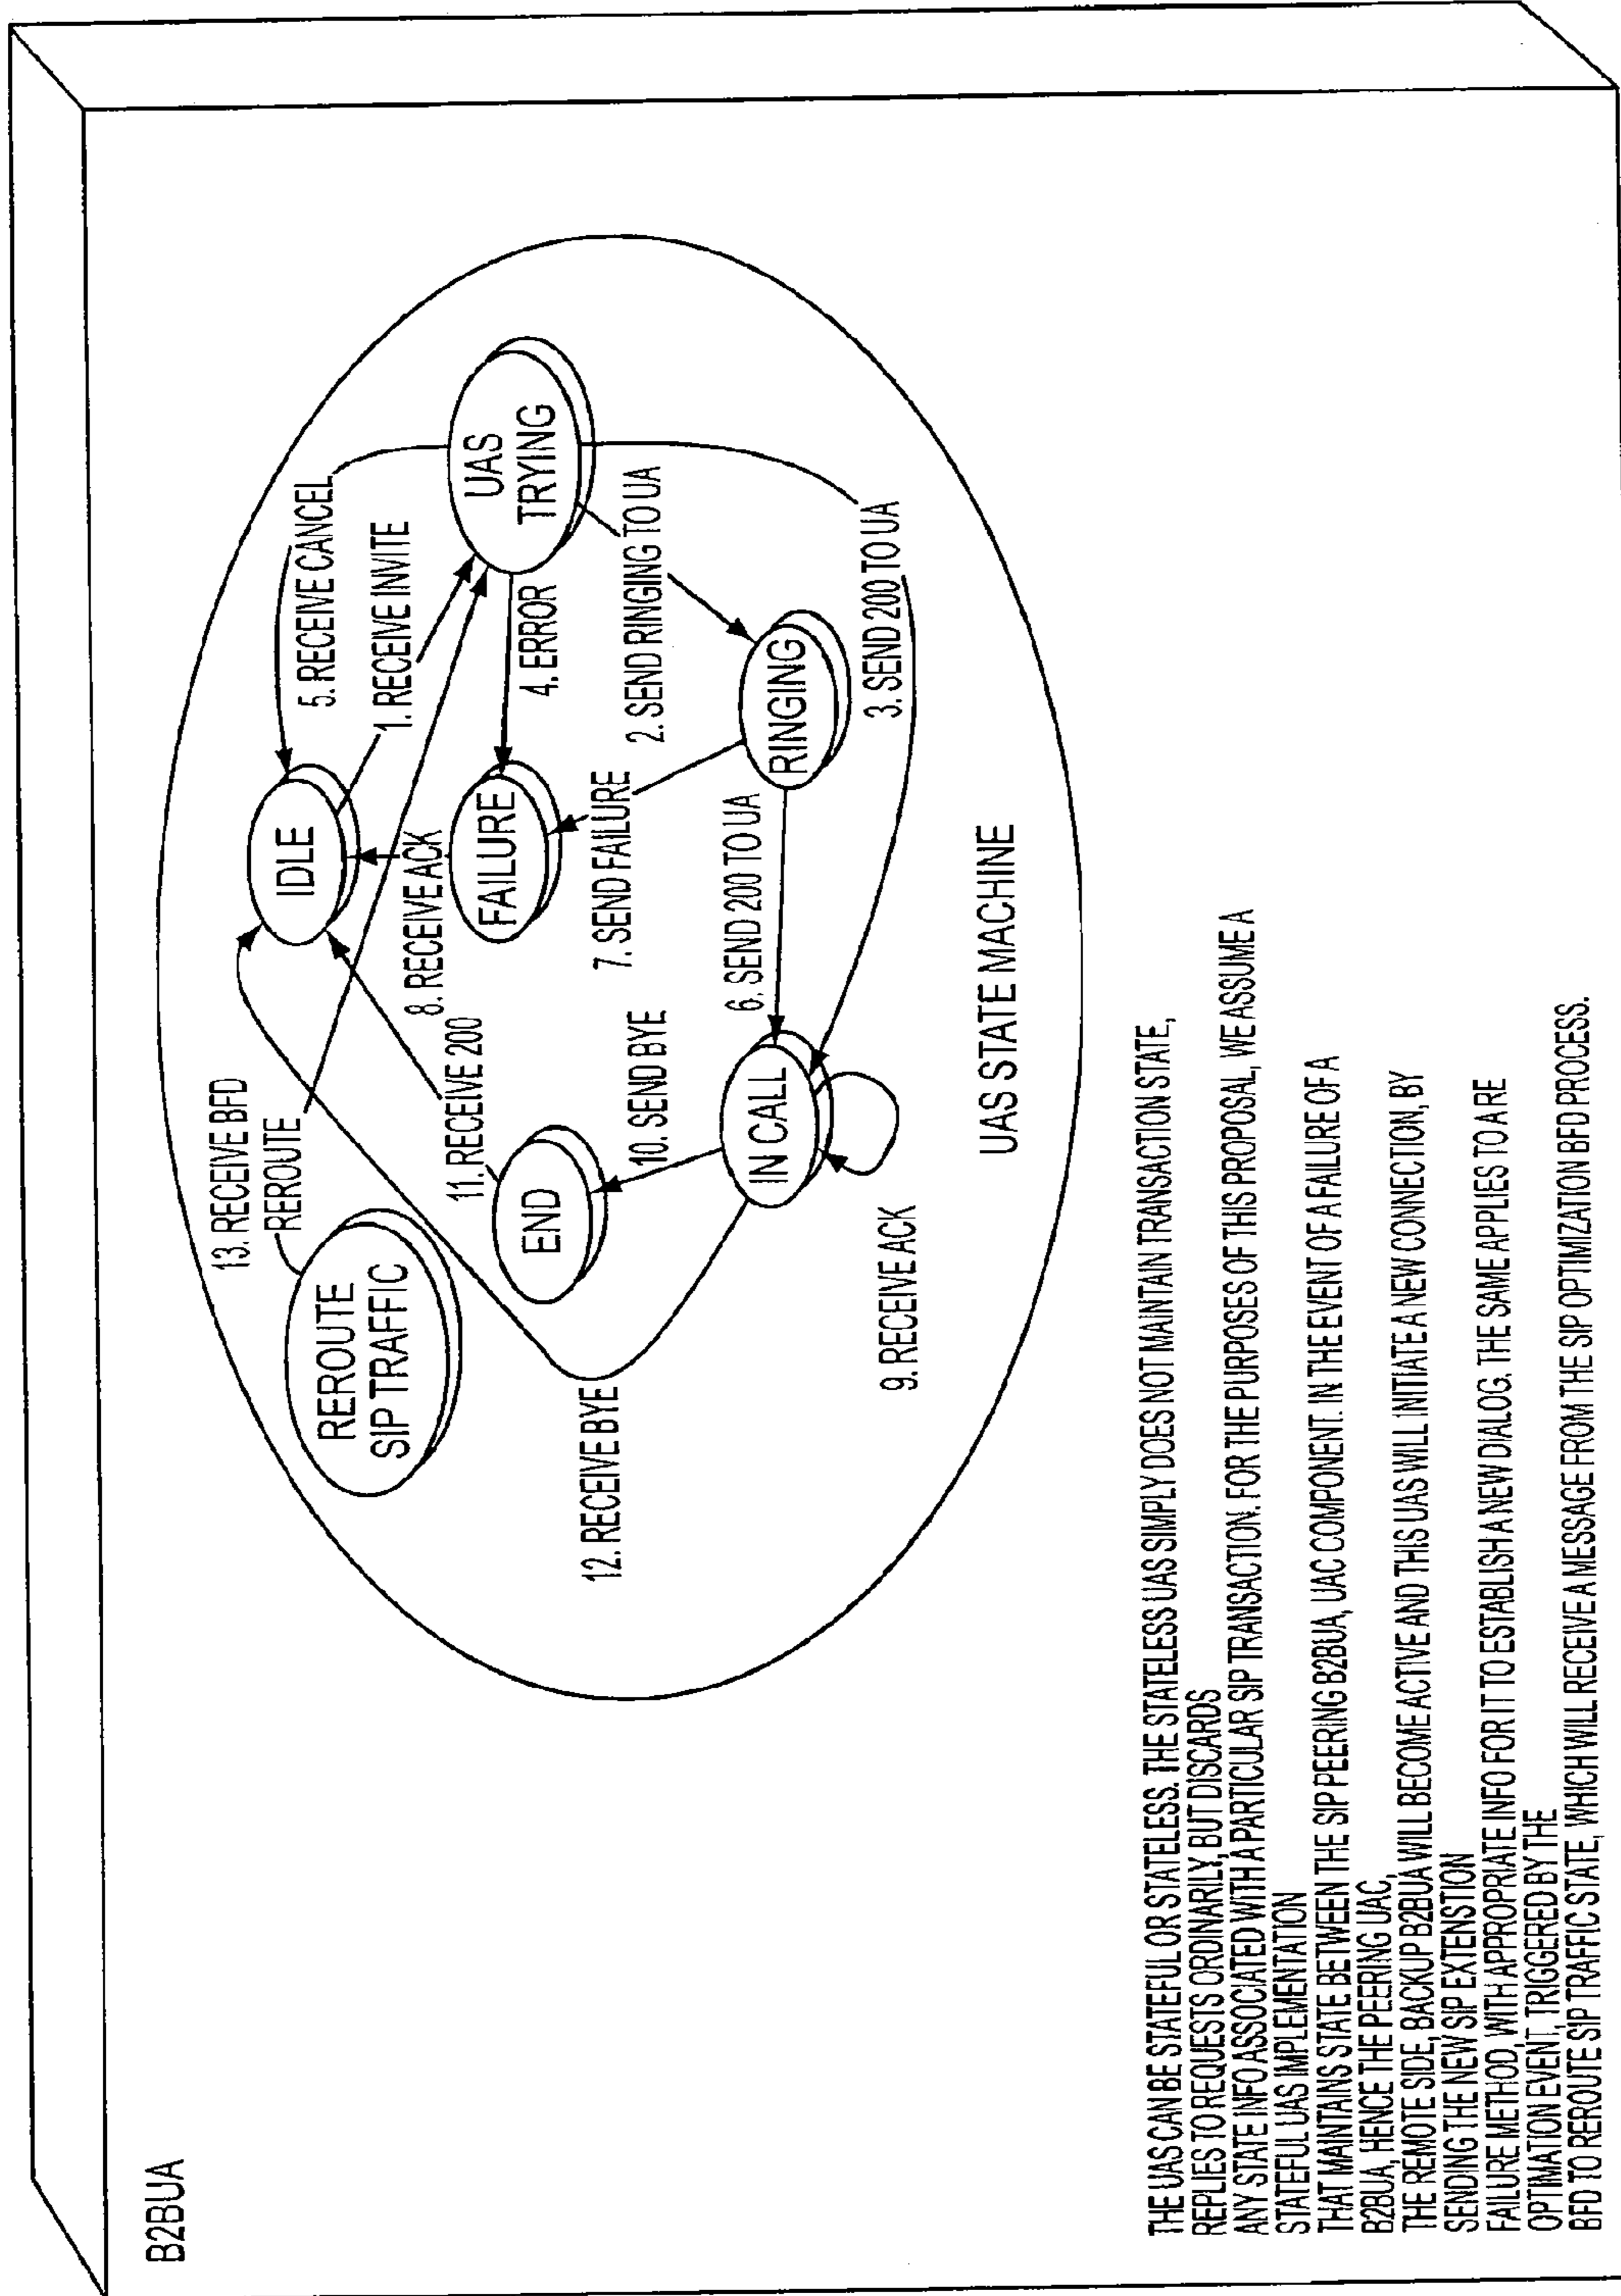 B2BUA
13. RECEIVE BFD
REROUTE
REROUTE
SIP TRAFFIC
IDLE
5. RECEIVE CANCEL
1. RECEIVE INVITE
UAS
TRYING
8. RECEIVE ACK
4. ERROR
11. RECEIVE 200
FAILURE
END
12. RECEIVE BYE
10. SEND BYE
7. SEND FAILURE
2. SEND RINGING TO UA
6. SEND 200 TO UA
IN CALL
RINGING
3. SEND 200 TO UA
9. RECEIVE ACK
UAS STATE MACHINE
THE UAS CAN BE STATEFUL OR STATELESS. THE STATELESS UAS SIMPLY DOES NOT MAINTAIN TRANSACTION STATE,
REPLIES TO REQUESTS ORDINARILY, BUT DISCARDS
ANY STATE INFO ASSOCIATED WITH A PARTICULAR SIP TRANSACTION. FOR THE PURPOSES OF THIS PROPOSAL, WE ASSUME A
STATEFUL UAS IMPLEMENTATION
THAT MAINTAINS STATE BETWEEN THE SIP PEERING B2BUA, UAC COMPONENT. IN THE EVENT OF A FAILURE OF A
B2BUA, HENCE THE PEERING UAC,
THE REMOTE SIDE, BACKUP B2BUA WILL BECOME ACTIVE AND THIS UAS WILL INITIATE A NEW CONNECTION, BY
SENDING THE NEW SIP EXTENSTION
FAILURE METHOD, WITH APPROPRIATE INFO FOR IT TO ESTABLISH A NEW DIALOG. THE SAME APPLIES TO A RE
OPTIMATION EVENT, TRIGGERED BY THE
BFD TO REROUTE SIP TRAFFIC STATE, WHICH WILL RECEIVE A MESSAGE FROM THE SIP OPTIMIZATION BFD PROCESS.